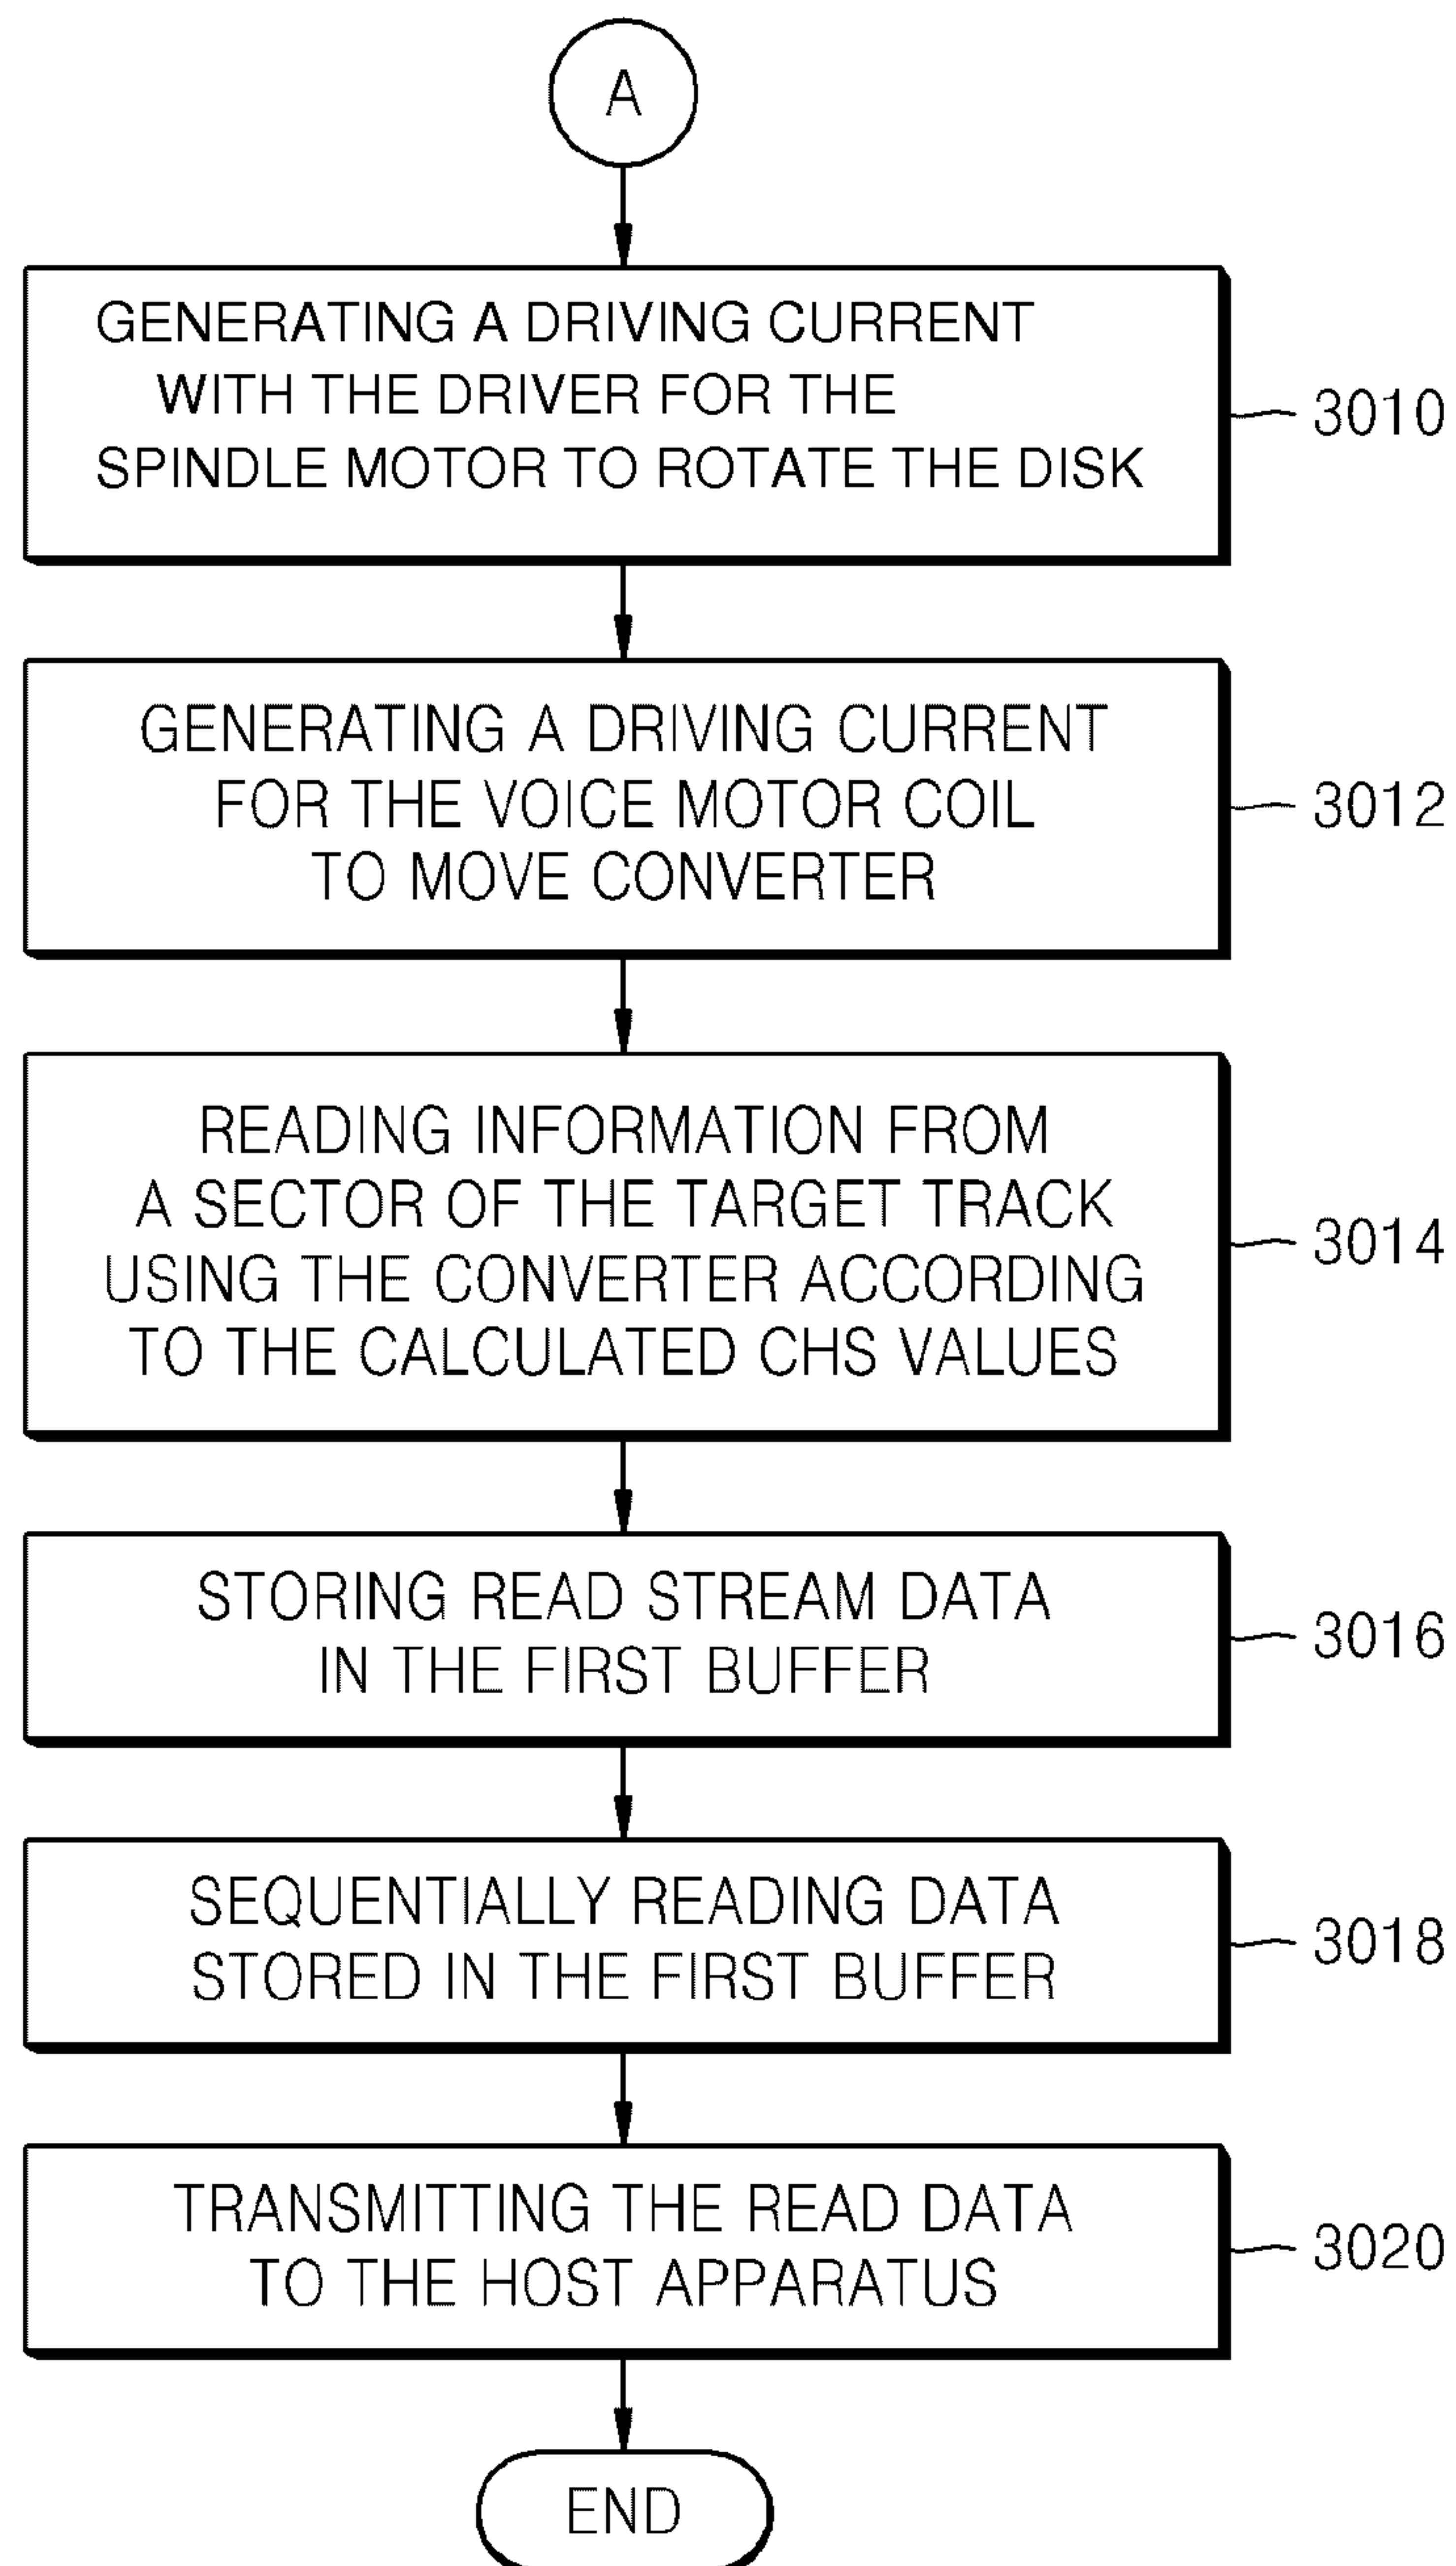 A
GENERATING A DRIVING CURRENT
WITH THE DRIVER FOR THE
SPINDLE MOTOR TO ROTATE THE DISK
3010
GENERATING A DRIVING CURRENT
FOR THE VOICE MOTOR COIL
TO MOVE CONVERTER
3012
READING INFORMATION FROM
A SECTOR OF THE TARGET TRACK
USING THE CONVERTER ACCORDING
TO THE CALCULATED CHS VALUES
3014
STORING READ STREAM DATA
IN THE FIRST BUFFER
3016
SEQUENTIALLY READING DATA
STORED IN THE FIRST BUFFER
3018
TRANSMITTING THE READ DATA
TO THE HOST APPARATUS
3020
END